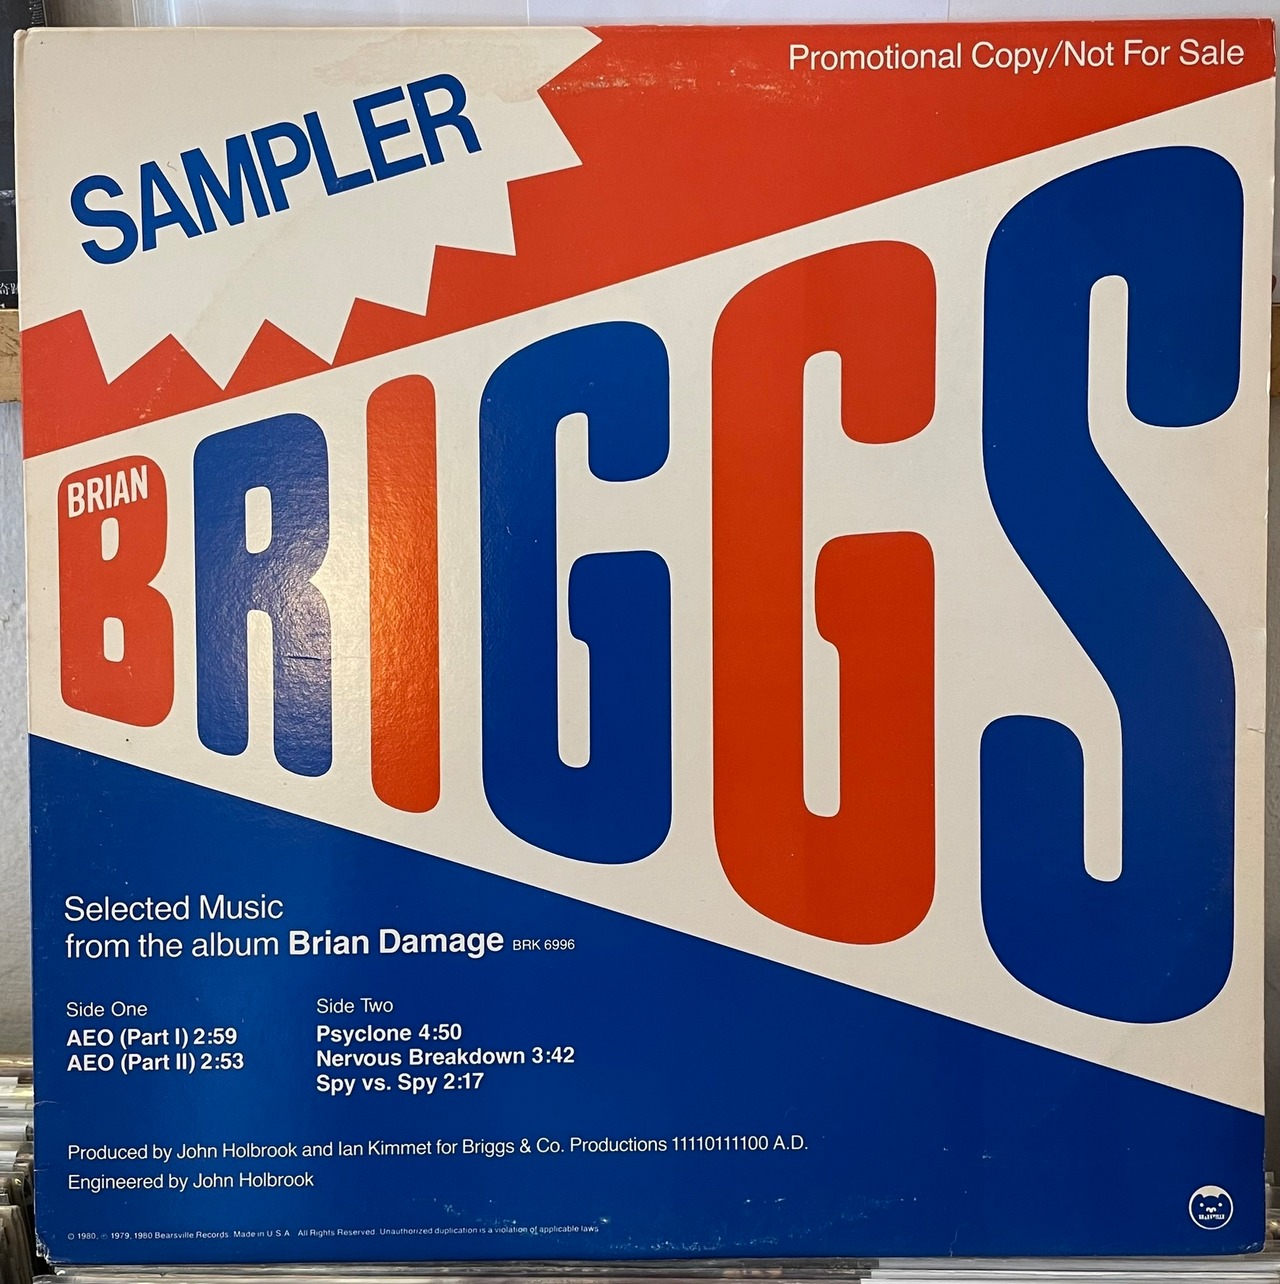 Promotional Copy/Not For Sale
SAMPLER
BRIAN
BRIGGS
Selected Music
from the album Brian Damage BRK 6996
Side One
AEO (Part I) 2:59
AEO (Part II) 2:53
Side Two
Psyclone 4:50
Nervous Breakdown 3:42
Spy vs. Spy 2:17
Produced by John Holbrook and Ian Kimmet for Briggs & Co. Productions 11110111100 A.D.
Engineered by John Holbrook
© 1980, ℗ 1979, 1980 Bearsville Records. Made in U.S.A. All Rights Reserved. Unauthorized duplication is a violation of applicable laws
BEARSVILLE